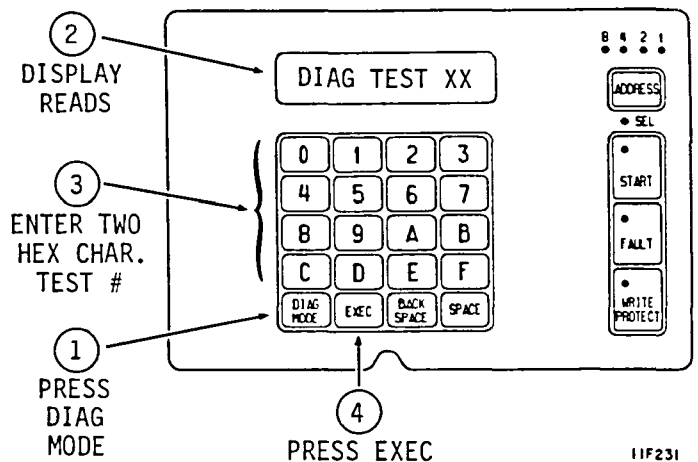 2
DISPLAY
READS
DIAG TEST XX
8 4 2 1
ADDRESS
SEL
START
FAULT
WRITE
PROTECT
3
ENTER TWO
HEX CHAR.
TEST #
0 1 2 3
4 5 6 7
8 9 A B
C D E F
DIAG
MODE
EXEC
BACK
SPACE
SPACE
1
PRESS
DIAG
MODE
4
PRESS EXEC
11F231